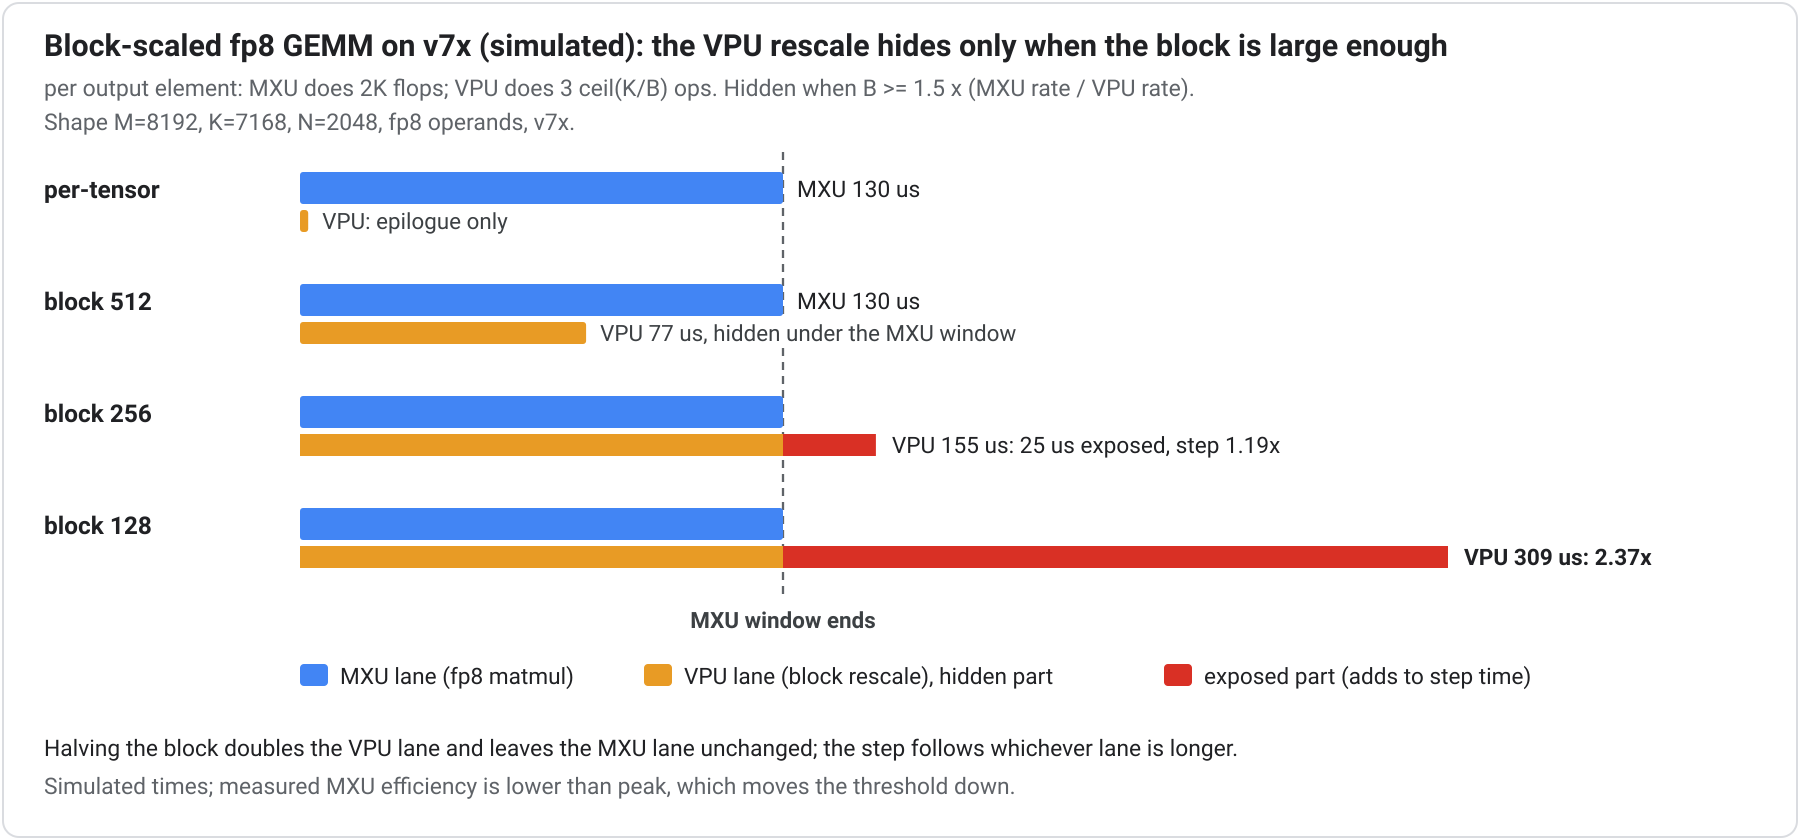 Block-scaled fp8 GEMM on v7x (simulated): the VPU rescale hides only when the block is large enough
per output element: MXU does 2K flops; VPU does 3 ceil(K/B) ops. Hidden when B >= 1.5 x (MXU rate / VPU rate).
Shape M=8192, K=7168, N=2048, fp8 operands, v7x.
per-tensor
MXU 130 us
VPU: epilogue only
block 512
MXU 130 us
VPU 77 us, hidden under the MXU window
block 256
VPU 155 us: 25 us exposed, step 1.19x
block 128
VPU 309 us: 2.37x
MXU window ends
MXU lane (fp8 matmul)
VPU lane (block rescale), hidden part
exposed part (adds to step time)
Halving the block doubles the VPU lane and leaves the MXU lane unchanged; the step follows whichever lane is longer.
Simulated times; measured MXU efficiency is lower than peak, which moves the threshold down.